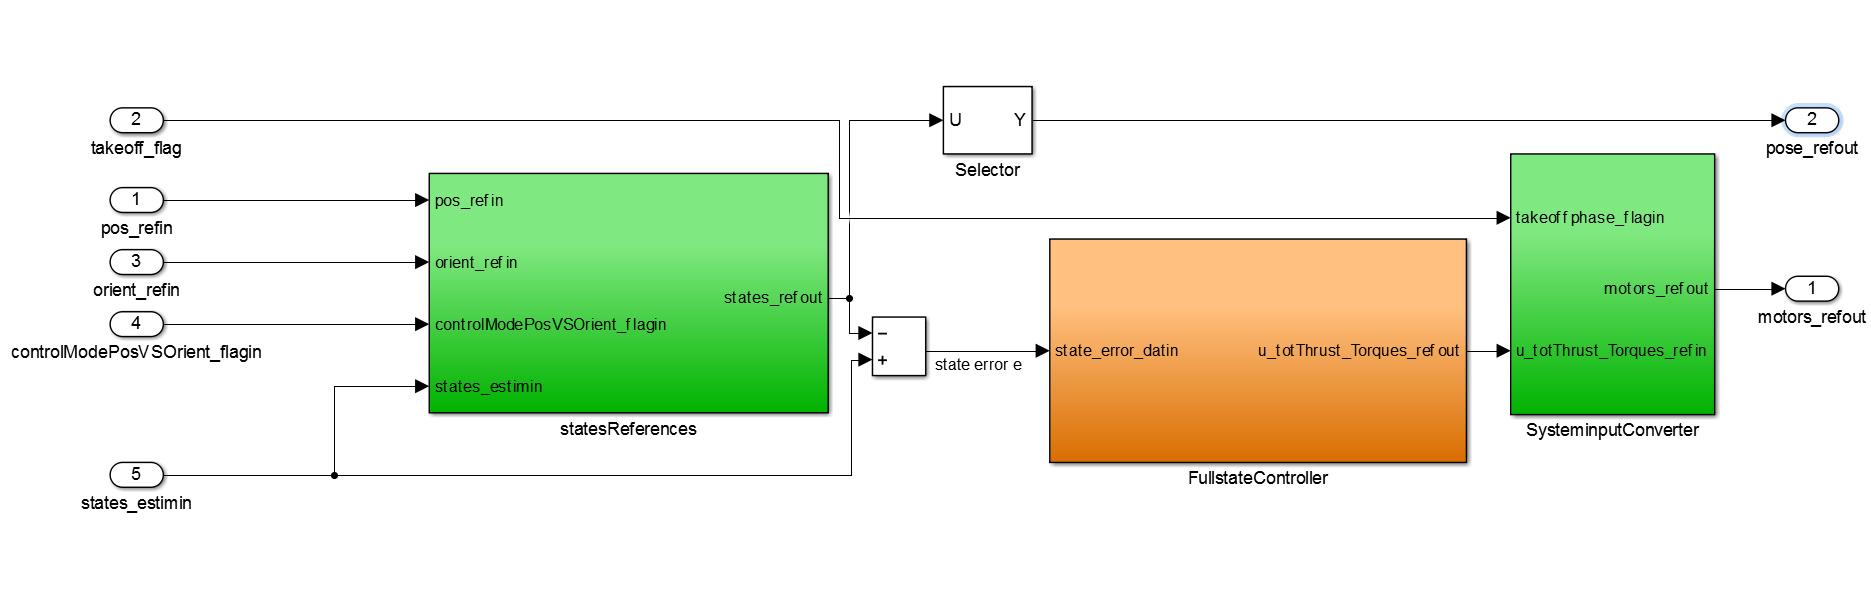 2
takeoff_flag
U Y
Selector
2
pose_refout
1
pos_refin
pos_refin
3
orient_refin
orient_refin
4
controlModePosVSOrient_flagin
controlModePosVSOrient_flagin
states_estimin
states_refout
statesReferences
5
states_estimin
−
+
state error e
state_error_datin
u_totThrust_Torques_refout
FullstateController
takeoffphase_flagin
motors_refout
u_totThrust_Torques_refin
SysteminputConverter
1
motors_refout